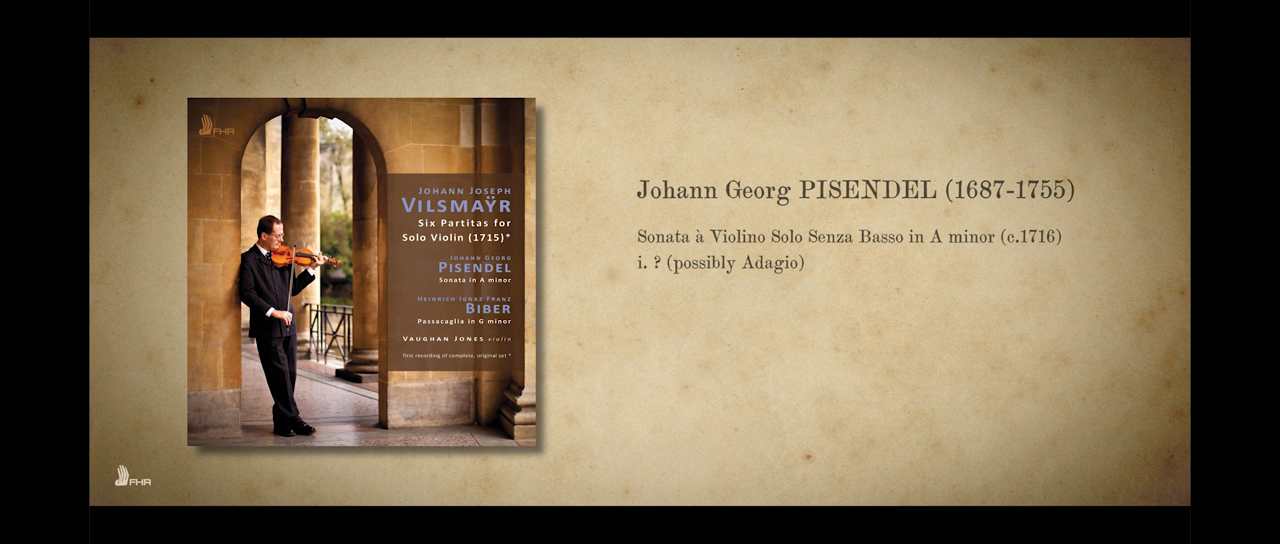 FHR
JOHANN JOSEPH
VILSMAŸR
Six Partitas for
Solo Violin (1715)*
JOHANN GEORG
PISENDEL
Sonata in A minor
HEINRICH IGNAZ FRANZ
BIBER
Passacaglia in G minor
VAUGHAN JONES violin
first recording of complete, original set *
Johann Georg PISENDEL (1687-1755)
Sonata à Violino Solo Senza Basso in A minor (c.1716)
i. ? (possibly Adagio)
FHR